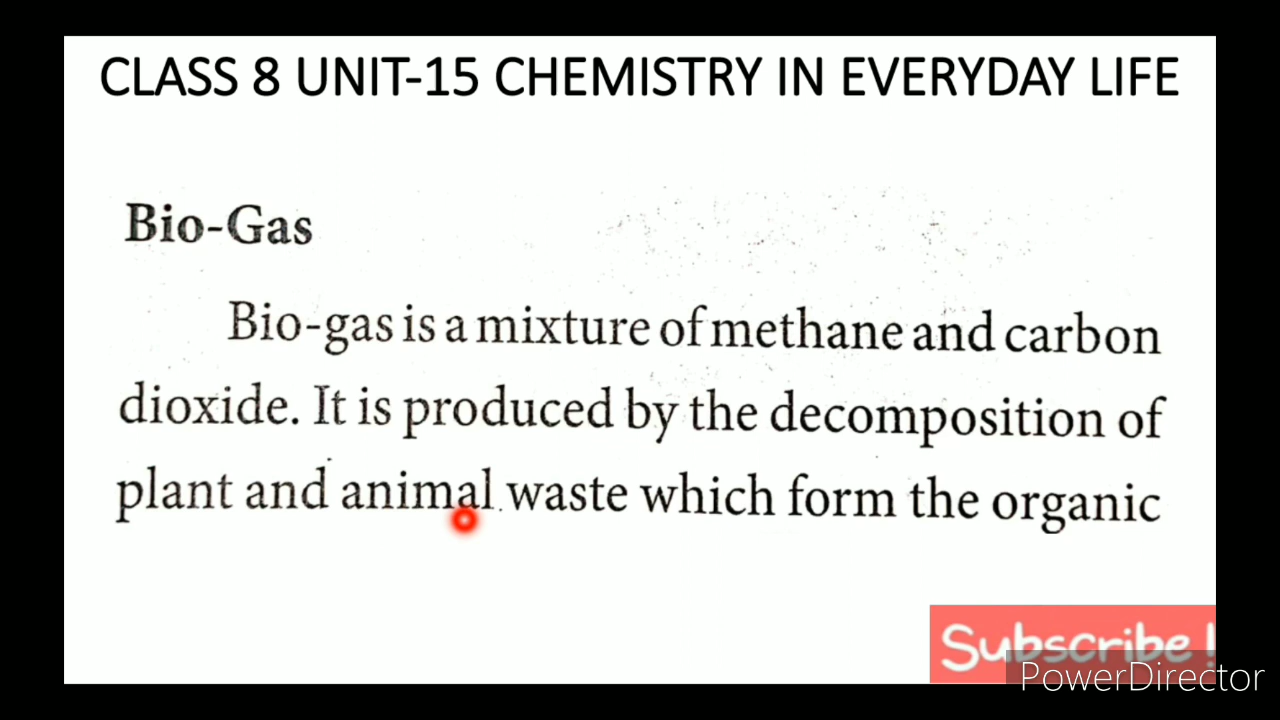 CLASS 8 UNIT-15 CHEMISTRY IN EVERYDAY LIFE
Bio-Gas
Bio-gas is a mixture of methane and carbon
dioxide. It is produced by the decomposition of
plant and animal waste which form the organic
Subscribe !
PowerDirector